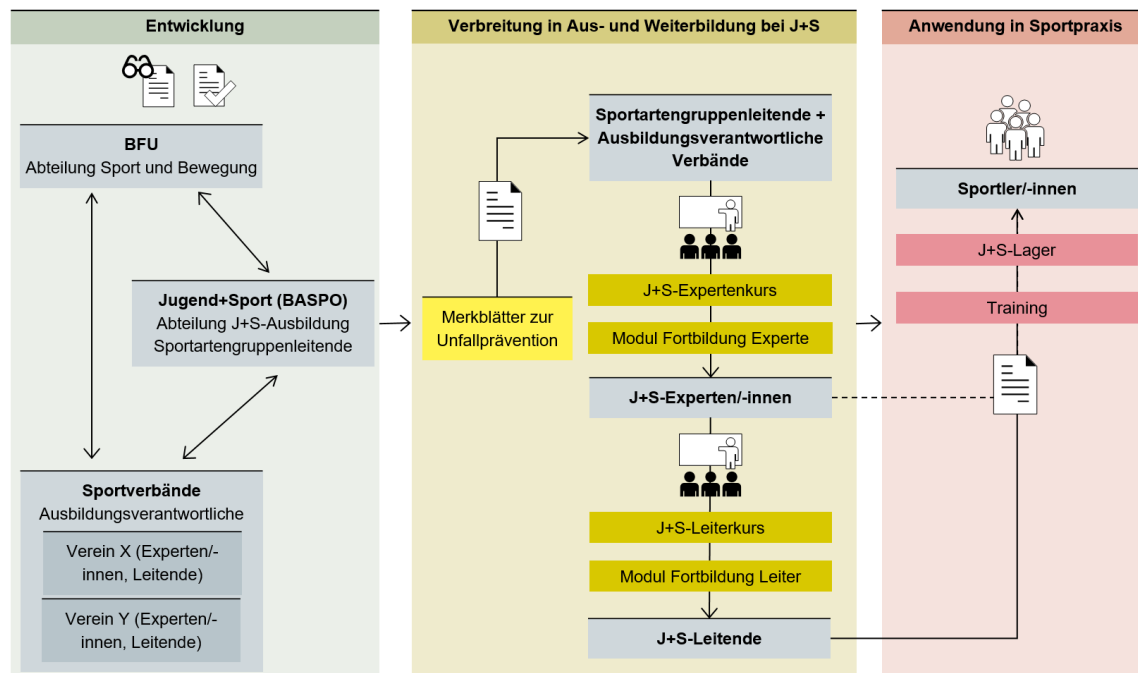 Entwicklung
BFU
Abteilung Sport und Bewegung
Jugend+Sport (BASPO)
Abteilung J+S-Ausbildung
Sportartengruppenleitende
Sportverbände
Ausbildungsverantwortliche
Verein X (Experten/-
innen, Leitende)
Verein Y (Experten/-
innen, Leitende)
Verbreitung in Aus- und Weiterbildung bei J+S
Merkblätter zur
Unfallprävention
Sportartengruppenleitende +
Ausbildungsverantwortliche
Verbände
J+S-Expertenkurs
Modul Fortbildung Experte
J+S-Experten/-innen
J+S-Leiterkurs
Modul Fortbildung Leiter
J+S-Leitende
Anwendung in Sportpraxis
Sportler/-innen
J+S-Lager
Training